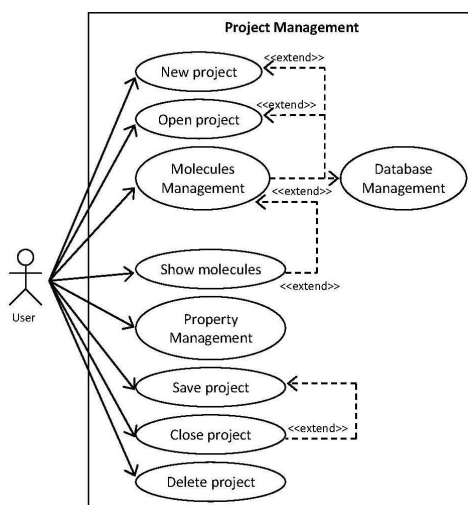 Project Management
<<extend>>
New project
<<extend>>
Open project
Molecules
Management
Database
Management
<<extend>>
Show molecules
<<extend>>
User
Property
Management
Save project
<<extend>>
Close project
Delete project